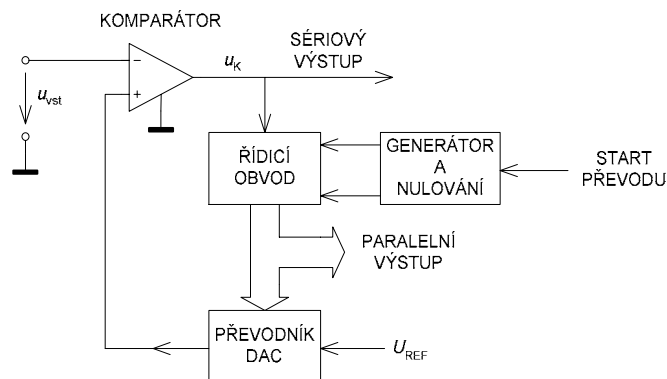 KOMPARÁTOR
−
+
u_K
SÉRIOVÝ
VÝSTUP
u_vst
ŘÍDICÍ
OBVOD
GENERÁTOR
A
NULOVÁNÍ
START
PŘEVODU
PARALELNÍ
VÝSTUP
PŘEVODNÍK
DAC
U_REF